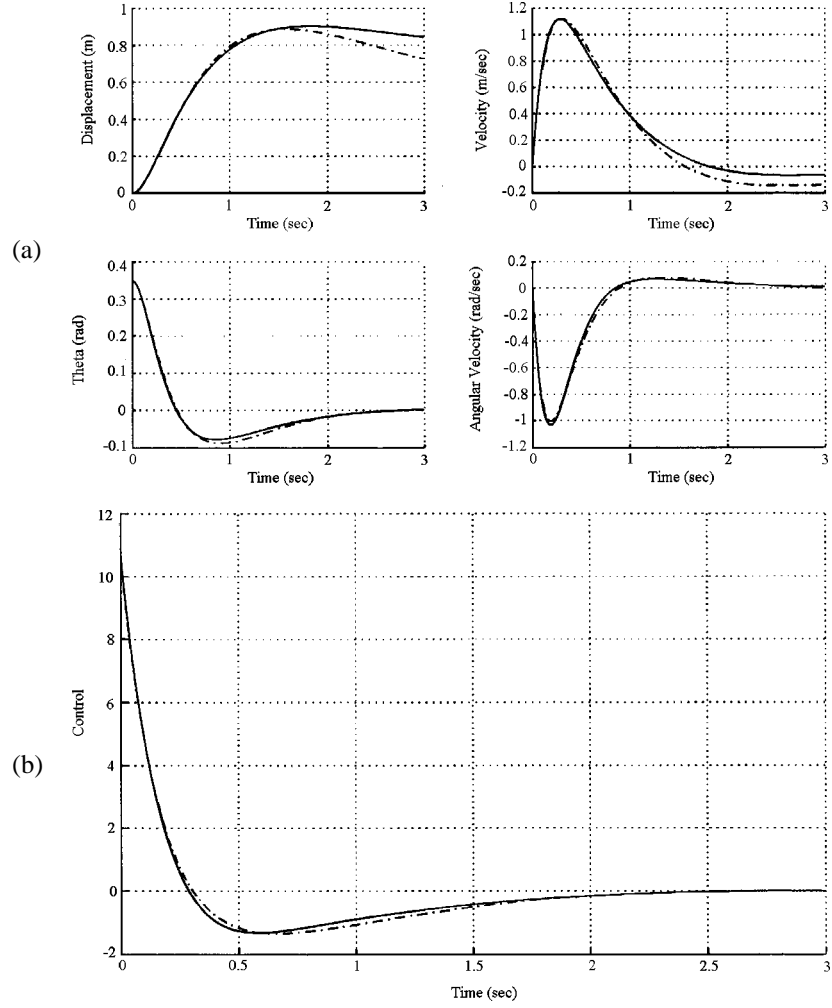 (a)
Displacement (m)
1
0.8
0.6
0.4
0.2
0
0 1 2 3
Time (sec)
Velocity (m/sec)
1.2
1
0.8
0.6
0.4
0.2
0
-0.2
0 1 2 3
Time (sec)
Theta (rad)
0.4
0.3
0.2
0.1
0
-0.1
0 1 2 3
Time (sec)
Angular Velocity (rad/sec)
0.2
0
-0.2
-0.4
-0.6
-0.8
-1
-1.2
0 1 2 3
Time (sec)
(b)
Control
12
10
8
6
4
2
0
-2
0 0.5 1 1.5 2 2.5 3
Time (sec)